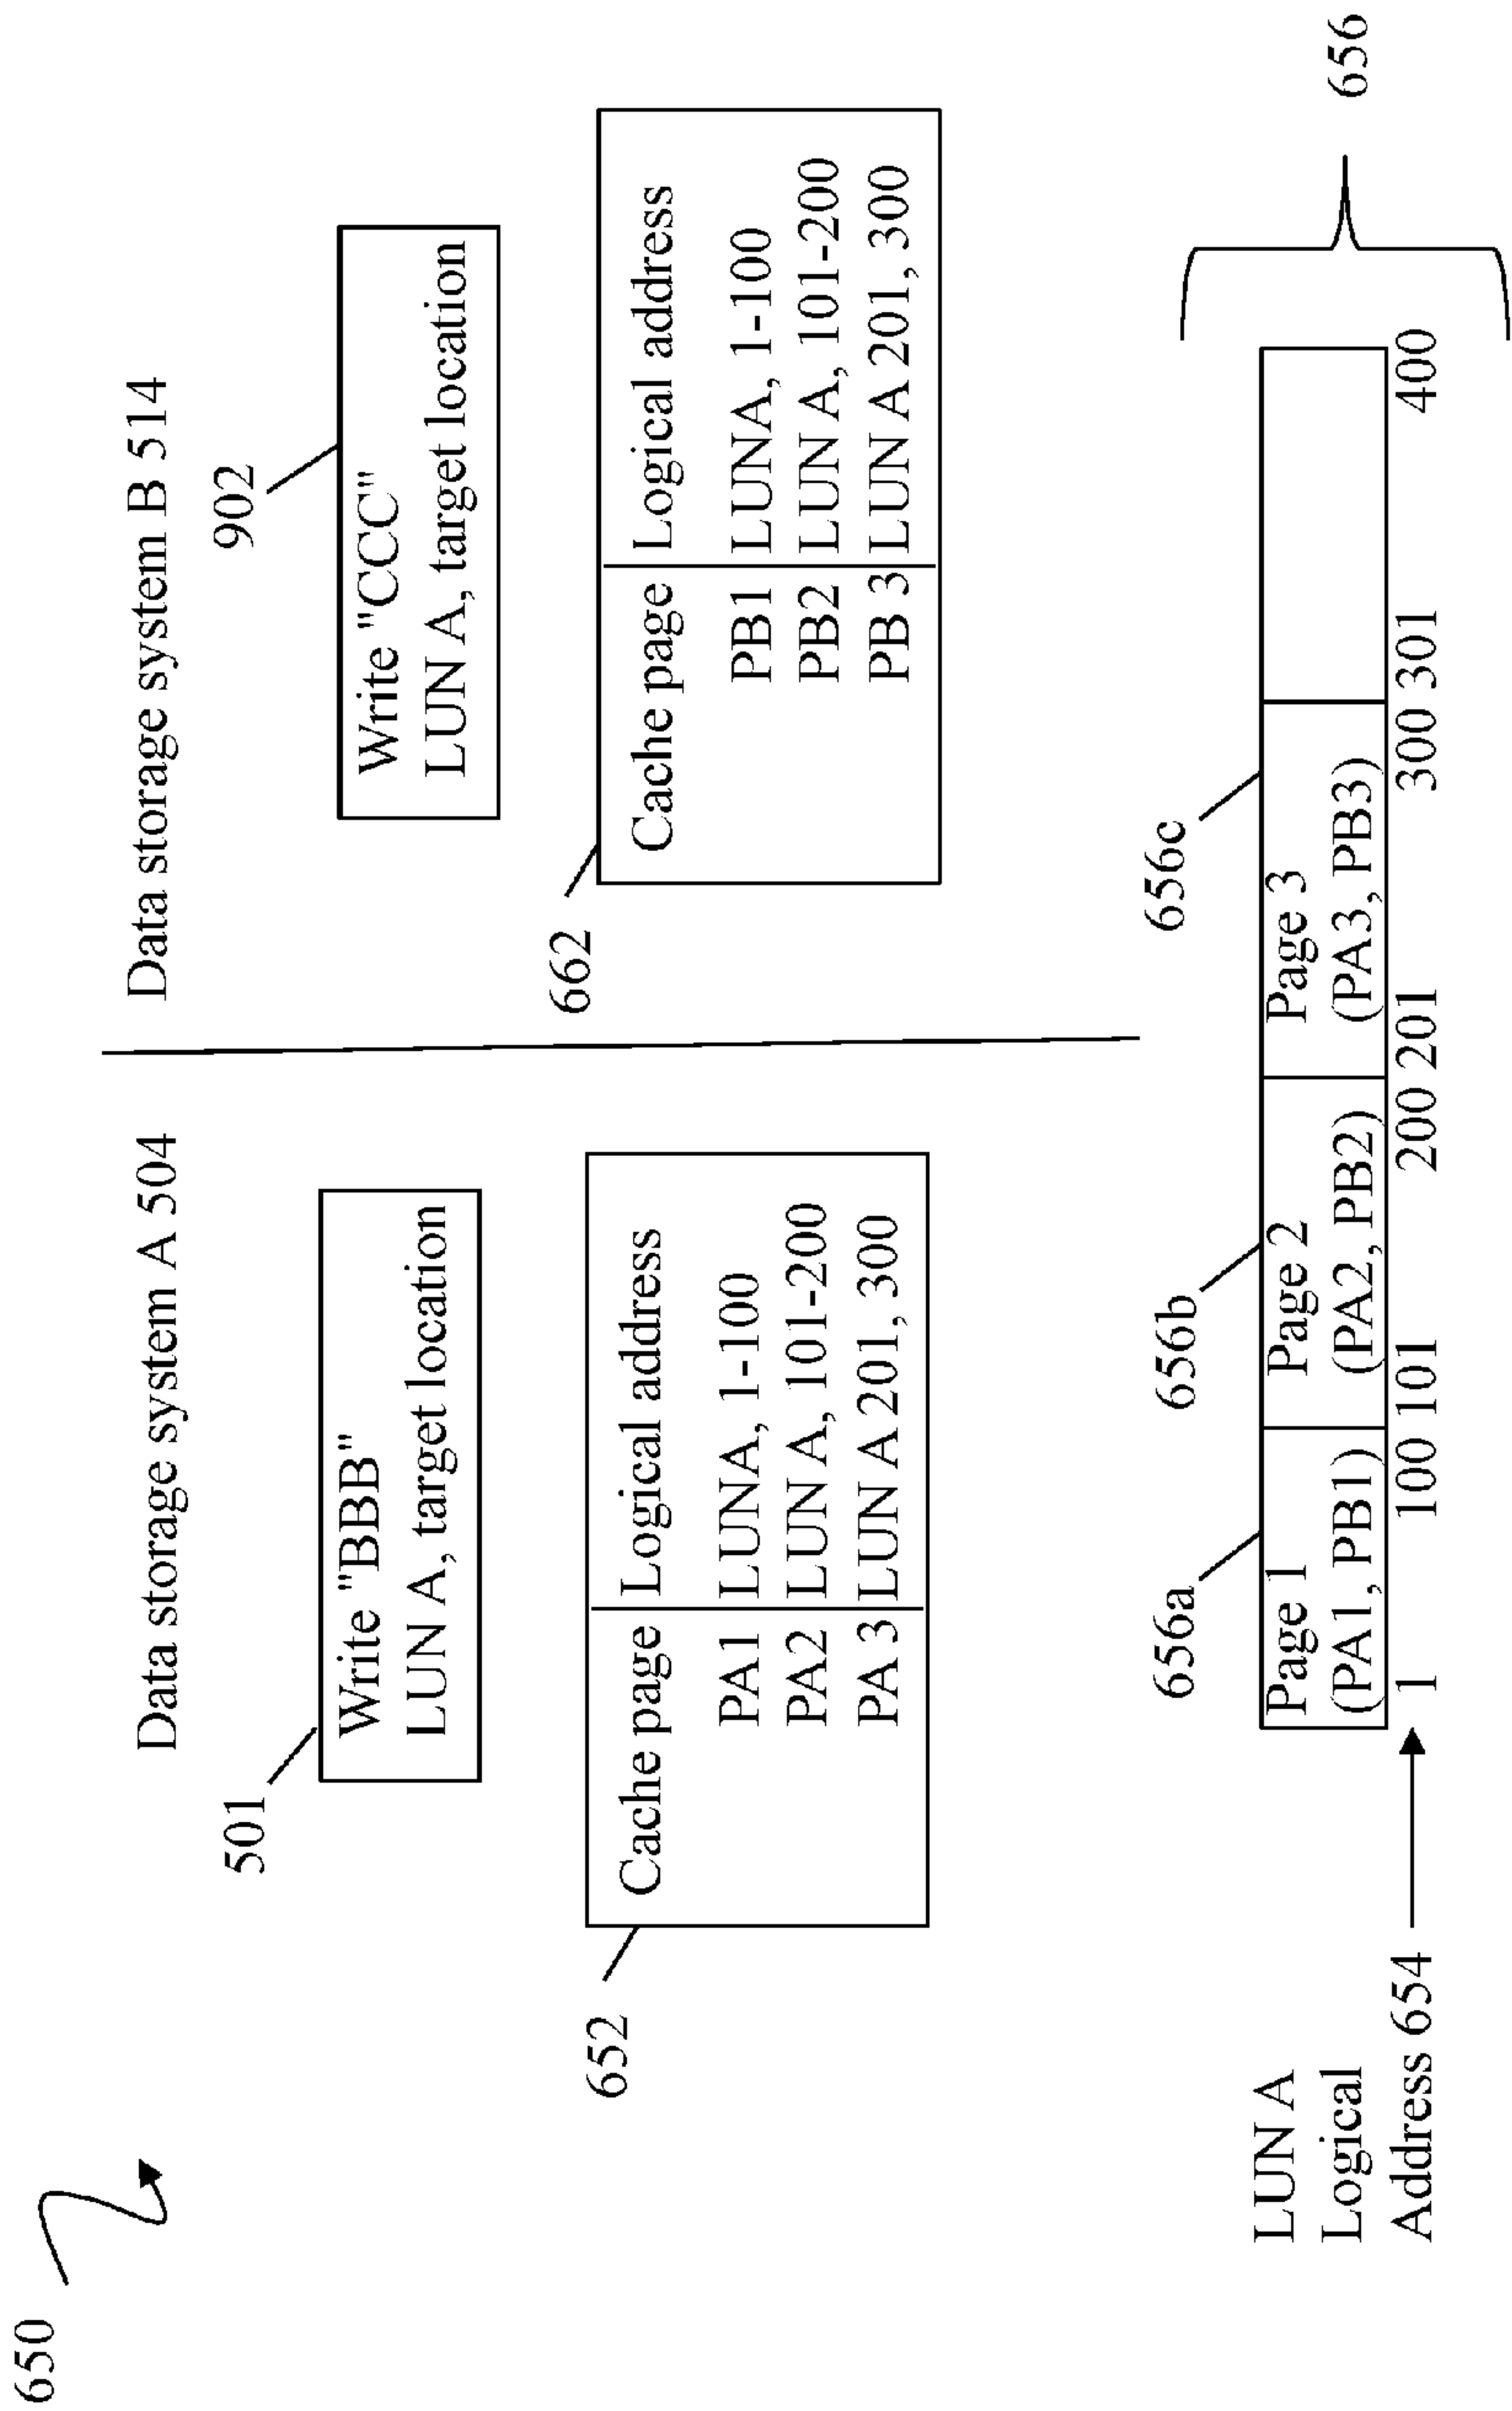 650
Data storage system A 504
Data storage system B 514
501
902
Write "BBB"
LUN A, target location
Write "CCC"
LUN A, target location
652
662
Cache page Logical address
PA1 LUNA, 1-100
PA2 LUN A, 101-200
PA 3 LUN A 201, 300
Cache page Logical address
PB1 LUNA, 1-100
PB2 LUN A, 101-200
PB 3 LUN A 201, 300
656a
656b
656c
LUN A
Logical
Address 654
Page 1
(PA1, PB1)
Page 2
(PA2, PB2)
Page 3
(PA3, PB3)
1 100 101 200 201 300 301 400
656